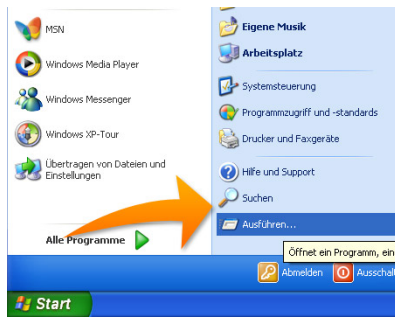 MSN
Windows Media Player
Windows Messenger
Windows XP-Tour
Übertragen von Dateien und
Einstellungen
Alle Programme
Eigene Musik
Arbeitsplatz
Systemsteuerung
Programmzugriff und -standards
Drucker und Faxgeräte
Hilfe und Support
Suchen
Ausführen...
Öffnet ein Programm, ein
Abmelden
Ausschal
Start